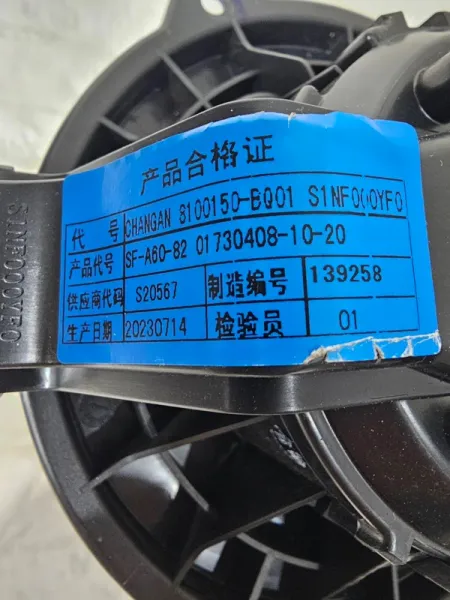 产品合格证
代 号 CHANGAN 8100150-BQ01 S1NF000YF0
产品代号 SF-A60-82 01730408-10-20
供应商代码 S20567 制造编号 139258
生产日期 20230714 检验员 01
S1NF000YF0